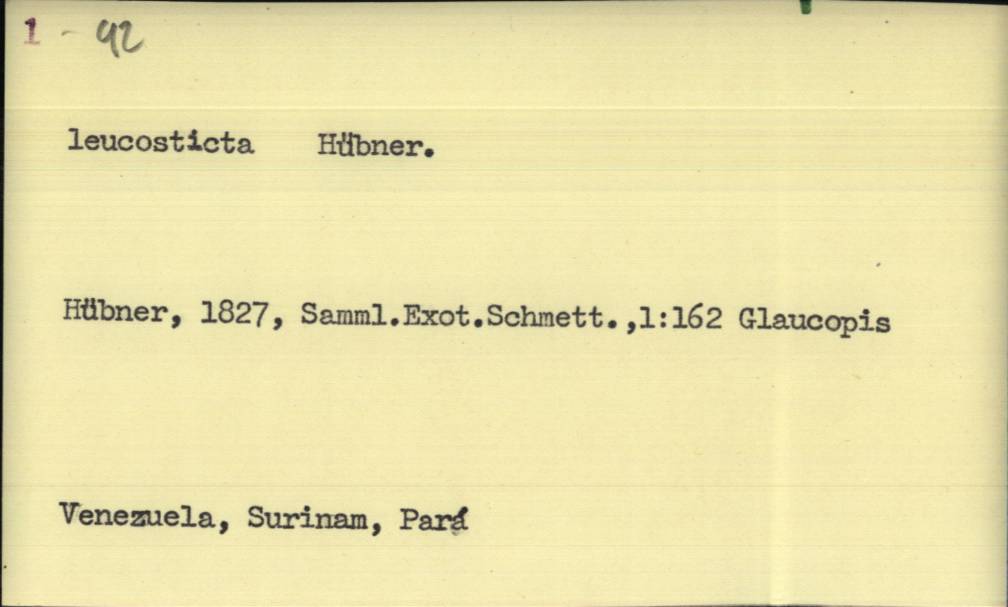 1 - 92
leucosticta Hübner.
Hübner, 1827, Samml.Exot.Schmett.,1:162 Glaucopis
Venezuela, Surinam, Pará